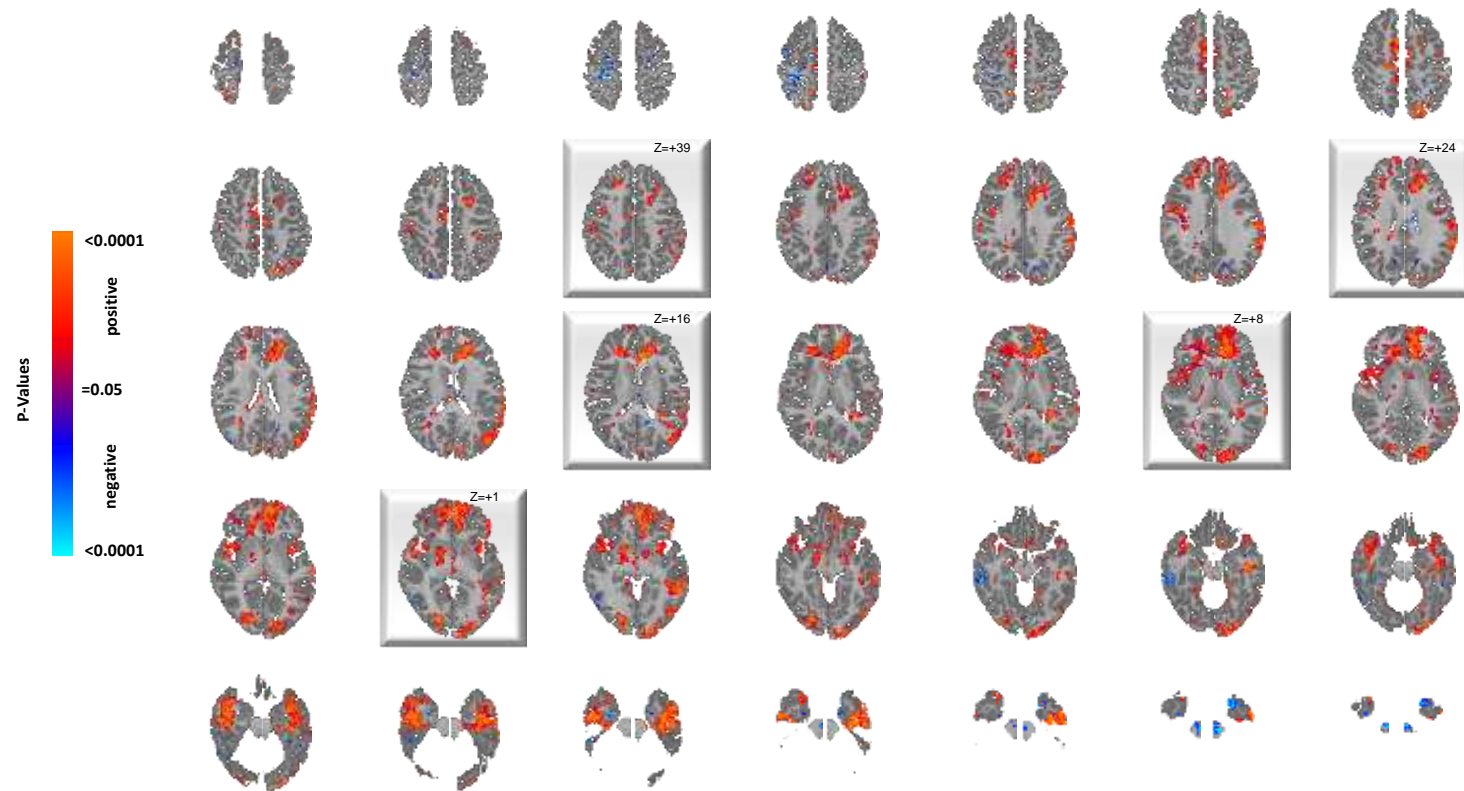 Z=+39
Z=+24
<0.0001
positive
Z=+16
Z=+8
P-Values
=0.05
negative
Z=+1
<0.0001